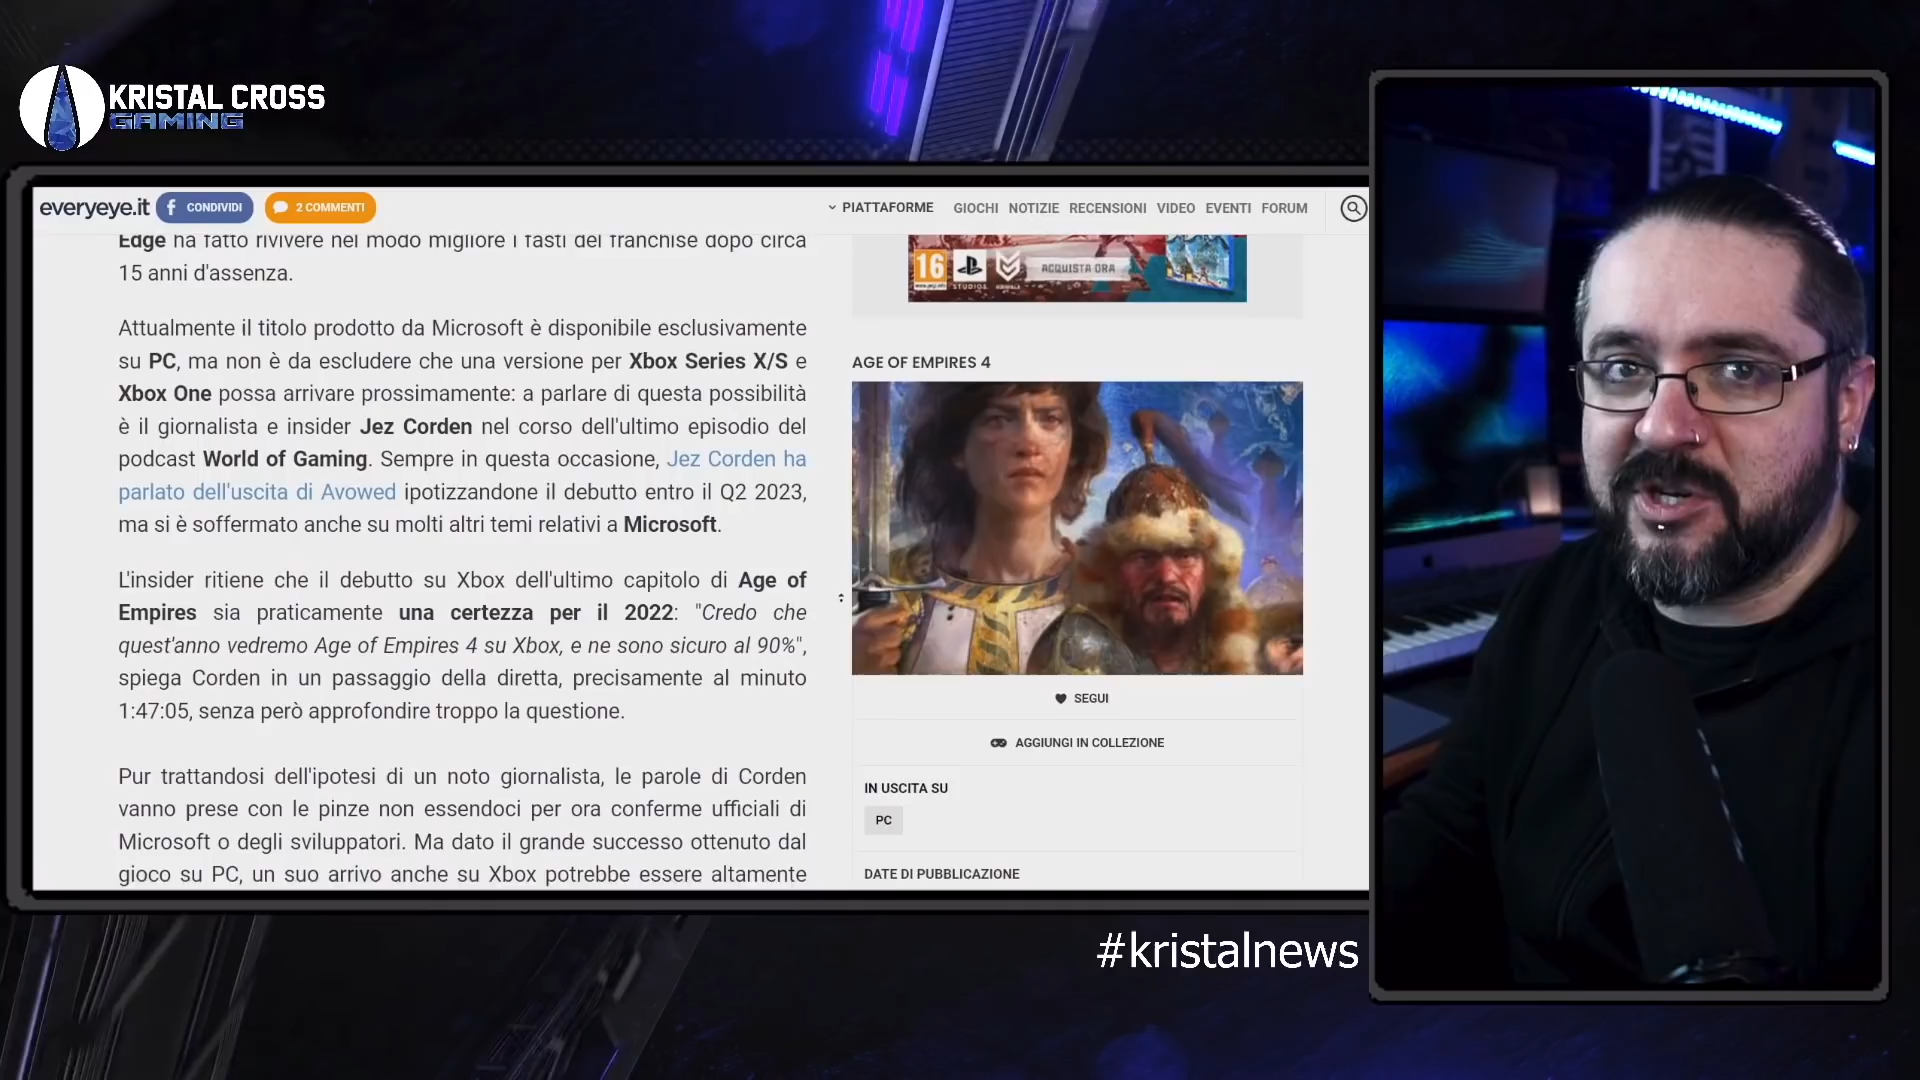 KRISTAL CROSS
GAMING
everyeye.it
CONDIVIDI
2 COMMENTI
PIATTAFORME
GIOCHI
NOTIZIE
RECENSIONI
VIDEO
EVENTI
FORUM
Edge ha fatto rivivere nel modo migliore i fasti del franchise dopo circa
15 anni d'assenza.
Attualmente il titolo prodotto da Microsoft è disponibile esclusivamente
su PC, ma non è da escludere che una versione per Xbox Series X/S e
Xbox One possa arrivare prossimamente: a parlare di questa possibilità
è il giornalista e insider Jez Corden nel corso dell'ultimo episodio del
podcast World of Gaming. Sempre in questa occasione, Jez Corden ha
parlato dell'uscita di Avowed ipotizzandone il debutto entro il Q2 2023,
ma si è soffermato anche su molti altri temi relativi a Microsoft.
L'insider ritiene che il debutto su Xbox dell'ultimo capitolo di Age of
Empires sia praticamente una certezza per il 2022: "Credo che
quest'anno vedremo Age of Empires 4 su Xbox, e ne sono sicuro al 90%",
spiega Corden in un passaggio della diretta, precisamente al minuto
1:47:05, senza però approfondire troppo la questione.
Pur trattandosi dell'ipotesi di un noto giornalista, le parole di Corden
vanno prese con le pinze non essendoci per ora conferme ufficiali di
Microsoft o degli sviluppatori. Ma dato il grande successo ottenuto dal
gioco su PC, un suo arrivo anche su Xbox potrebbe essere altamente
16
STUDIOS
ACQUISTA ORA
AGE OF EMPIRES 4
SEGUI
AGGIUNGI IN COLLEZIONE
IN USCITA SU
PC
DATE DI PUBBLICAZIONE
#kristalnews